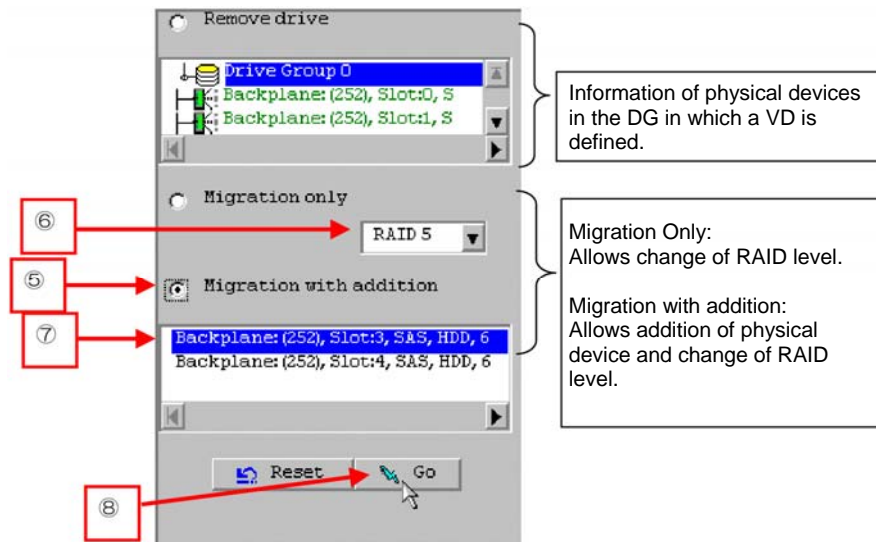 Remove drive
Drive Group 0
Backplane: (252), Slot:0, S
Backplane: (252), Slot:1, S
Information of physical devices
in the DG in which a VD is
defined.
Migration only
⑥
RAID 5
⑤
Migration with addition
⑦
Backplane: (252), Slot:3, SAS, HDD, 6
Backplane: (252), Slot:4, SAS, HDD, 6
Migration Only:
Allows change of RAID level.
Migration with addition:
Allows addition of physical
device and change of RAID
level.
Reset
Go
⑧